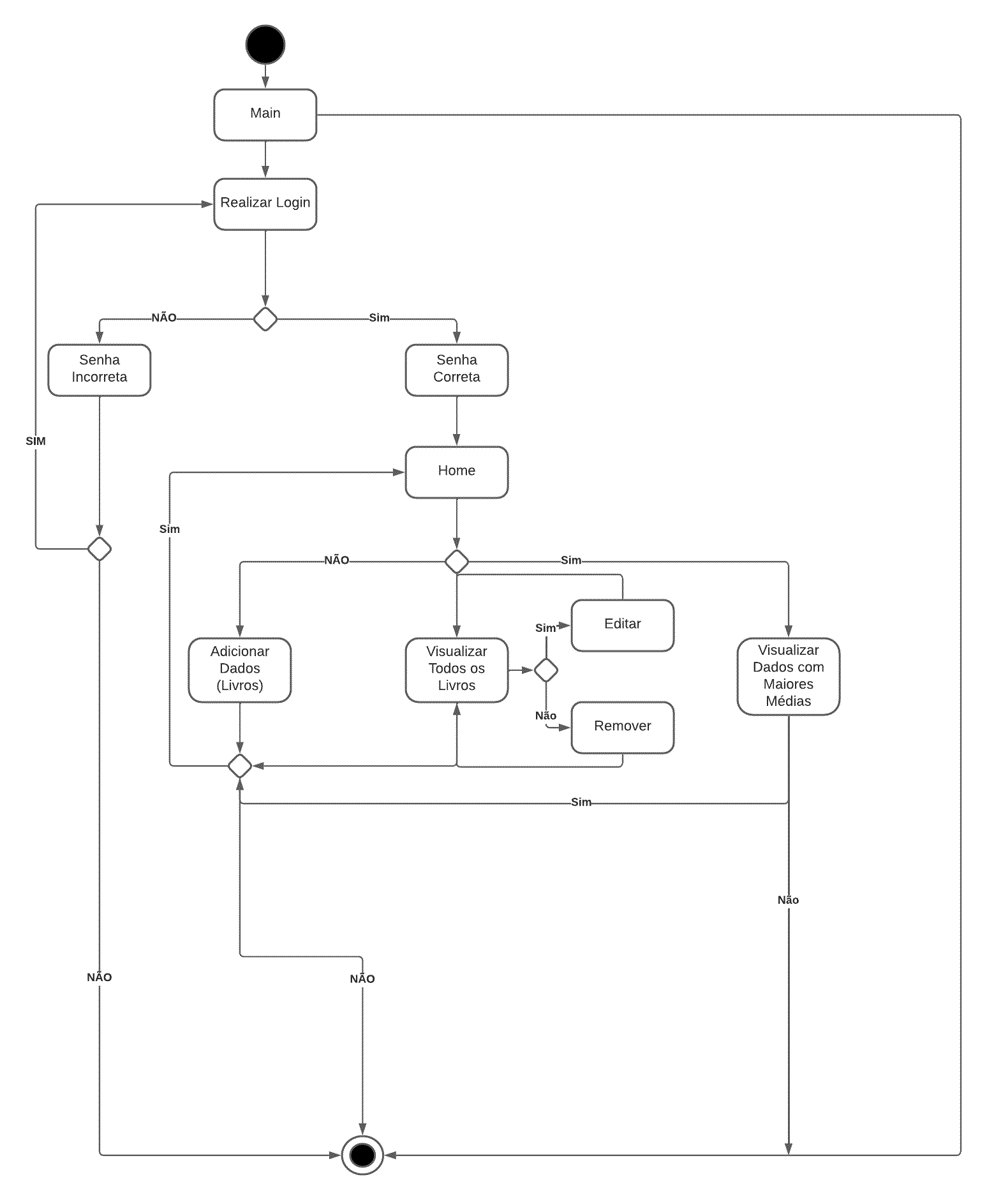 Main
Realizar Login
NÃO
Sim
Senha
Incorreta
Senha
Correta
SIM
Home
Sim
NÃO
Sim
Editar
Sim
Adicionar
Dados
(Livros)
Visualizar
Todos os
Livros
Visualizar
Dados com
Maiores
Médias
Não
Remover
Sim
Não
NÃO
NÃO